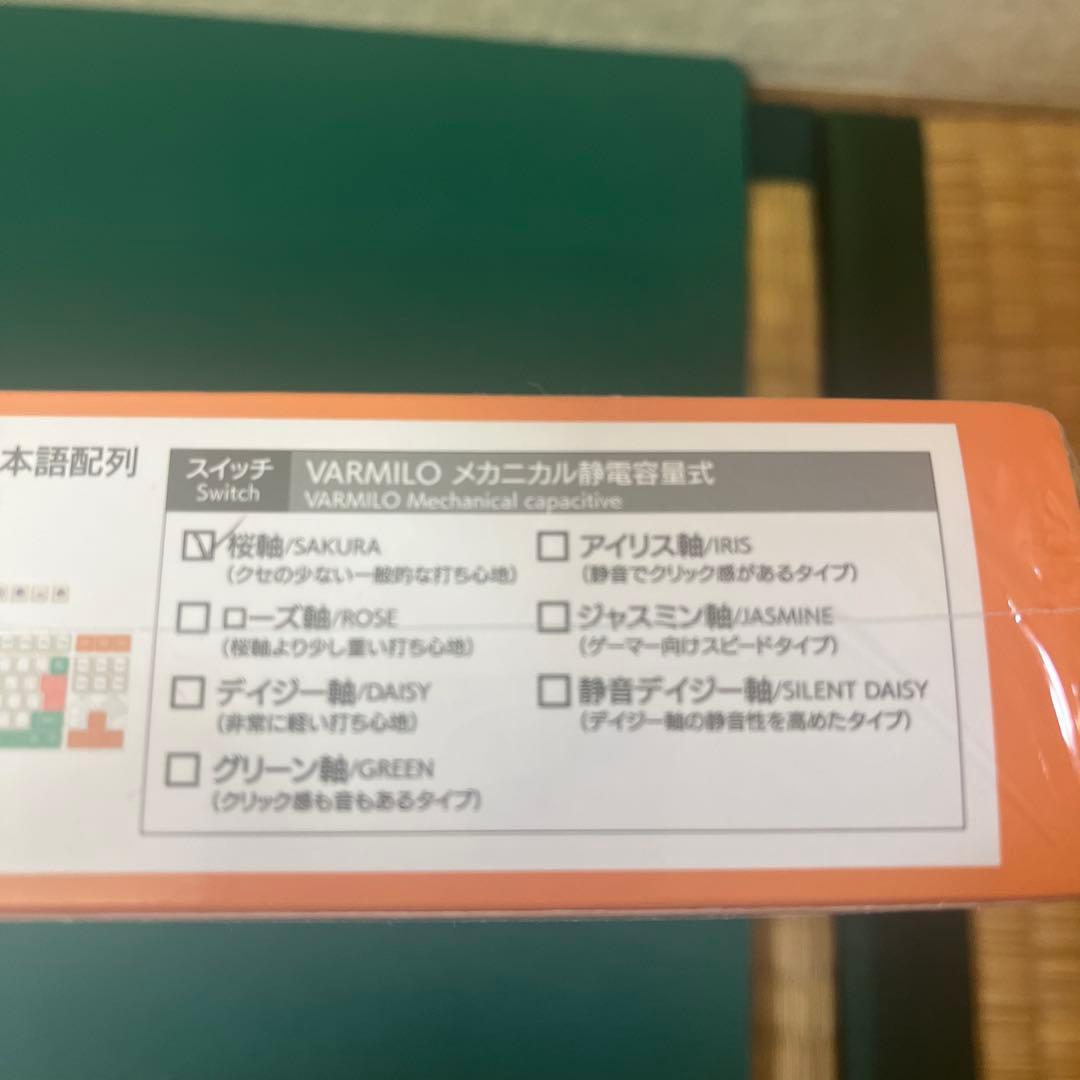 本語配列
スイッチ
Switch
VARMILO メカニカル静電容量式
VARMILO Mechanical capacitive
桜軸/SAKURA
(クセの少ない一般的な打ち心地)
ローズ軸/ROSE
(桜軸より少し重い打ち心地)
デイジー軸/DAISY
(非常に軽い打ち心地)
グリーン軸/GREEN
(クリック感も音もあるタイプ)
アイリス軸/IRIS
(静音でクリック感があるタイプ)
ジャスミン軸/JASMINE
(ゲーマー向けスピードタイプ)
静音デイジー軸/SILENT DAISY
(デイジー軸の静音性を高めたタイプ)